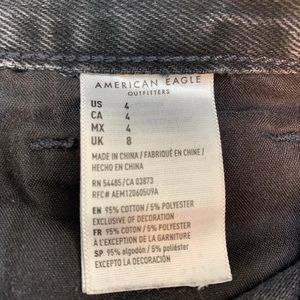 AMERICAN EAGLE
OUTFITTERS
US 4
CA 4
MX 4
UK 8
MADE IN CHINA / FABRIQUÉ EN CHINE /
HECHO EN CHINA
RN 54485/CA 03873
RFC# AEM120605U9A
EN 95% COTTON / 5% POLYESTER
EXCLUSIVE OF DECORATION
FR 95% COTON / 5% POLYESTER
À L'EXCEPTION DE LA GARNITURE
SP 95% algodón / 5% poliéster
EXCEPTO LA DECORACIÓN